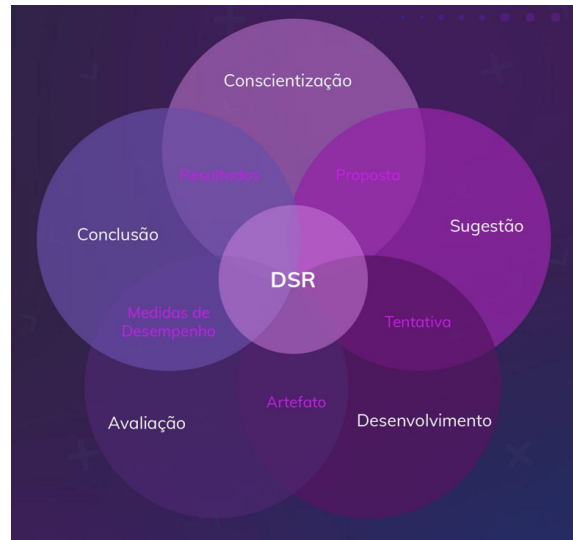 Conscientização
Resultados
Proposta
Conclusão
Sugestão
DSR
Medidas de
Desempenho
Tentativa
Artefato
Avaliação
Desenvolvimento